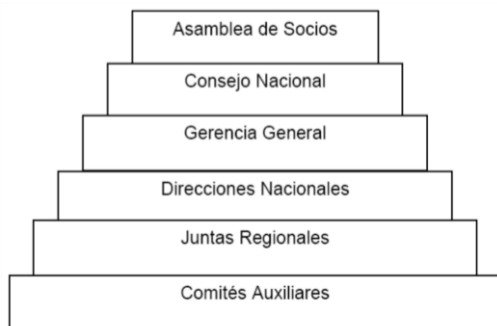 Asamblea de Socios
Consejo Nacional
Gerencia General
Direcciones Nacionales
Juntas Regionales
Comités Auxiliares